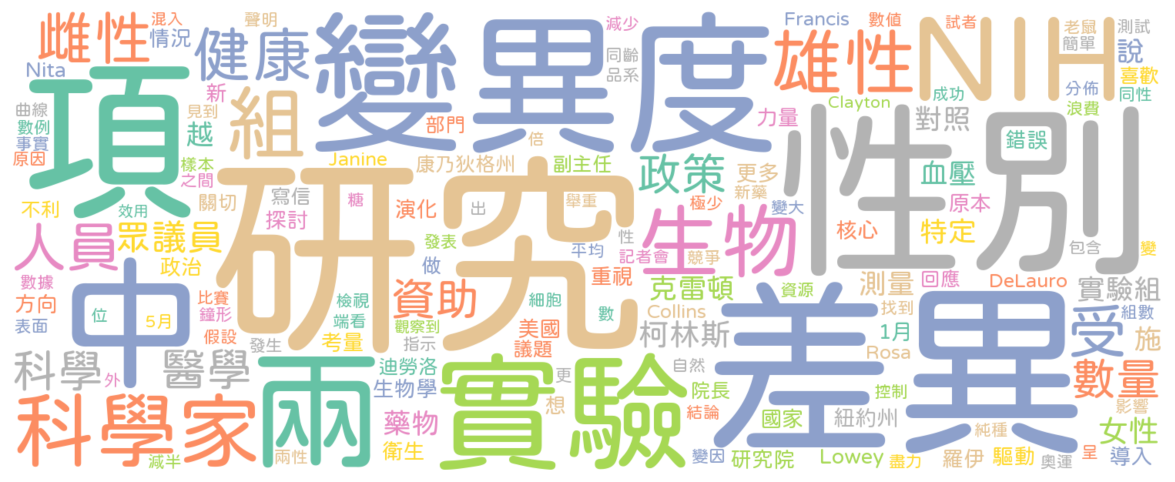 雌性 混入 聲明 減少 Francis 數值 試者 老鼠 測試
情況 健康 變異度 同齡 雄性 NIH 簡單 說
Nita 項 新 品系 分佈 喜歡
曲線 組 Clayton 成功 浪費 同性
數例 見到 越 部門 力量 對照 性別 錯誤
事實 倍
原因 樣本 Janine 康乃狄格州 副主任 政策 更多 血壓
之間 關切 寫信 糖 研究 演化 出 舉重 極少 新藥 變大 原本
不利 效用 探討 生物 核心 特定
人員 眾議員 發表 平均 性 記者會 競爭 包含 變
數據 政治 中 做 重視 測量 回應 DeLauro
方向 比賽 檢視 資助 細胞 數 克雷頓 資源 差異 實驗組
表面 位 5月 鐘形 端看 觀察到 美國 Collins 找到 1月 受 組數 施
假設 考量 指示 議題 柯林斯 Rosa
科學 醫學 發生 兩 迪勞洛 實驗 更 自然 院長 數量
外 生物學 想 控制 影響
科學家 藥物 結論 國家 紐約州 女性
減半 兩性 衛生 變因 研究院 Lowey 盡力 羅伊 純種 驅動 奧運 呈 導入